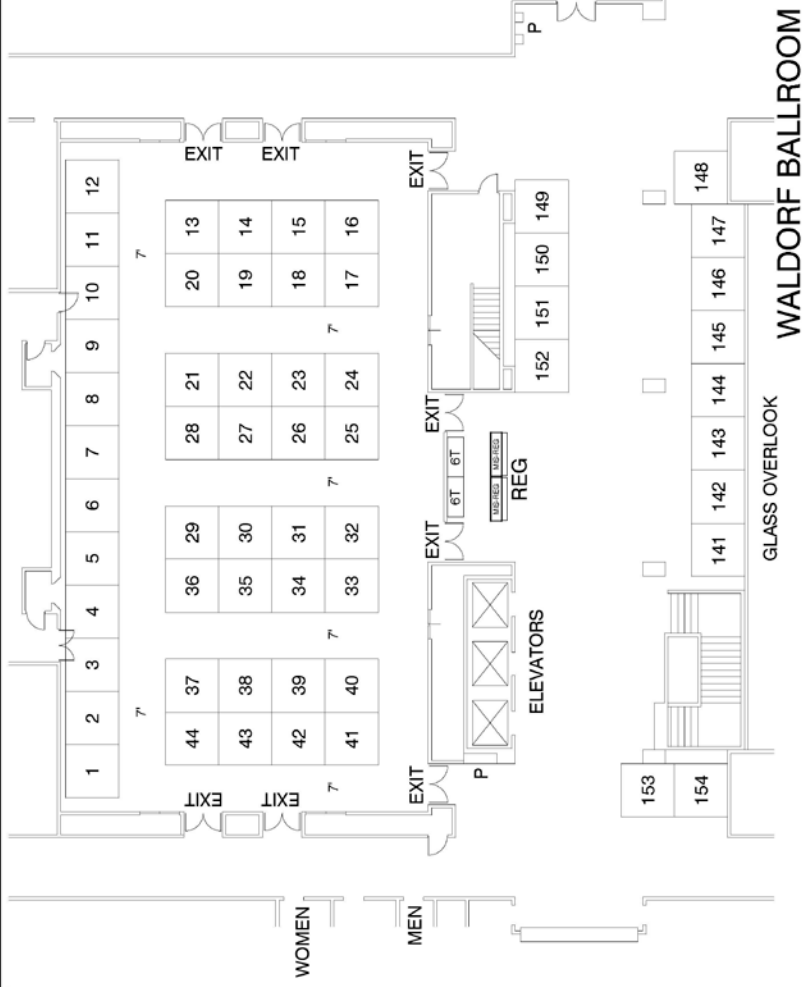 1 2 3 4 5 6 7 8 9 10 11 12
7' 7'
44 37 36 29 28 21 20 13
EXIT EXIT
43 38 35 30 27 22 19 14
EXIT EXIT
42 39 34 31 26 23 18 15
WOMEN
7' 7' 7' 7'
41 40 33 32 25 24 17 16
MEN
EXIT EXIT EXIT EXIT
6T 6T
P
MIS-REG MIS-REG
REG
ELEVATORS
152 151 150 149
P
153
154
141 142 143 144 145 146 147
148
GLASS OVERLOOK
WALDORF BALLROOM